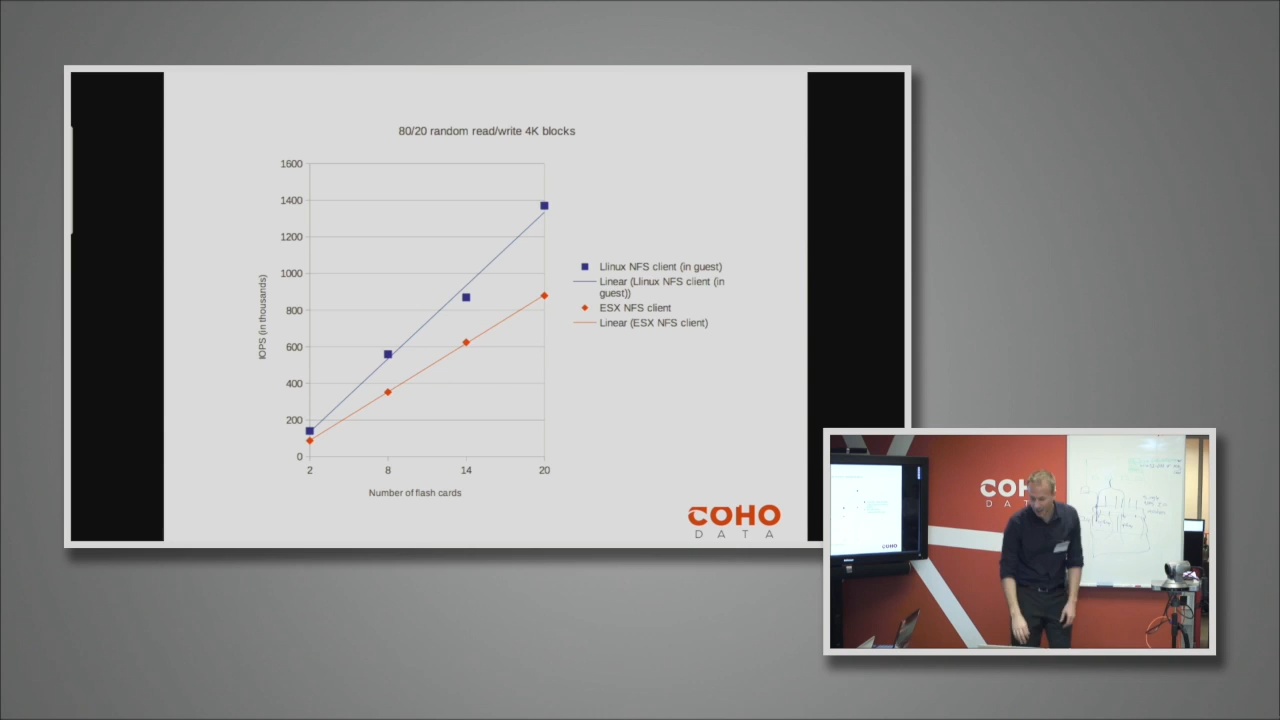 80/20 random read/write 4K blocks
1600
1400
1200
1000
800
600
400
200
0
2 8 14 20
IOPS (in thousands)
Number of flash cards
Llinux NFS client (in guest)
Linear (Llinux NFS client (in
guest))
ESX NFS client
Linear (ESX NFS client)
COHO
DATA
COHO